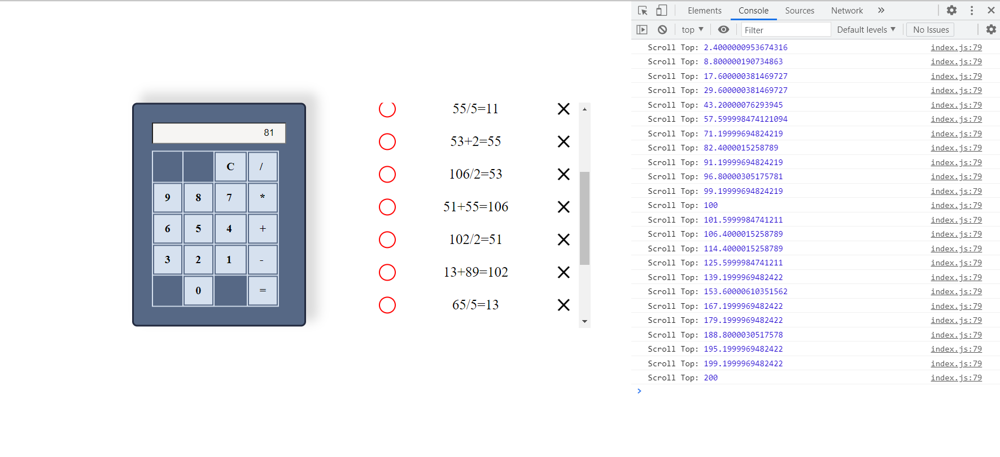 81
C /
9 8 7 *
6 5 4 +
3 2 1 -
0 =
55/5=11
53+2=55
106/2=53
51+55=106
102/2=51
13+89=102
65/5=13
Elements Console Sources Network »
top ▼ Filter Default levels ▼ No Issues
Scroll Top: 2.4000000953674316 index.js:79
Scroll Top: 8.800000190734863 index.js:79
Scroll Top: 17.600000381469727 index.js:79
Scroll Top: 29.600000381469727 index.js:79
Scroll Top: 43.20000076293945 index.js:79
Scroll Top: 57.599998474121094 index.js:79
Scroll Top: 71.19999694824219 index.js:79
Scroll Top: 82.4000015258789 index.js:79
Scroll Top: 91.19999694824219 index.js:79
Scroll Top: 96.80000305175781 index.js:79
Scroll Top: 99.19999694824219 index.js:79
Scroll Top: 100 index.js:79
Scroll Top: 101.5999984741211 index.js:79
Scroll Top: 106.4000015258789 index.js:79
Scroll Top: 114.4000015258789 index.js:79
Scroll Top: 125.5999984741211 index.js:79
Scroll Top: 139.1999969482422 index.js:79
Scroll Top: 153.60000610351562 index.js:79
Scroll Top: 167.1999969482422 index.js:79
Scroll Top: 179.1999969482422 index.js:79
Scroll Top: 188.8000030517578 index.js:79
Scroll Top: 195.1999969482422 index.js:79
Scroll Top: 199.1999969482422 index.js:79
Scroll Top: 200 index.js:79
>